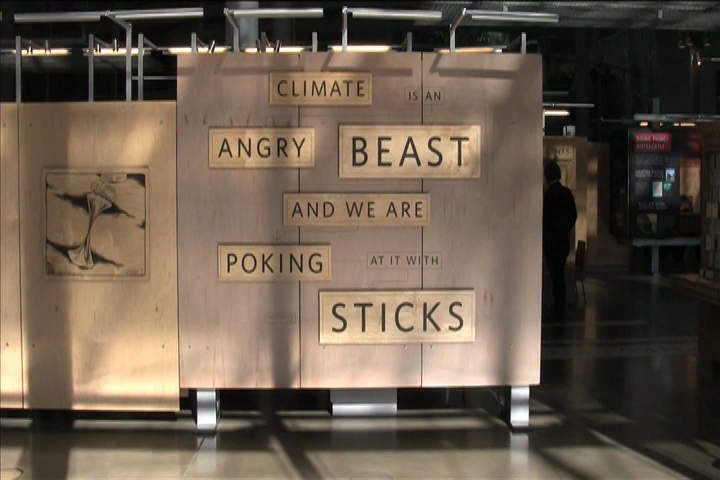 CLIMATE
IS AN
ANGRY
BEAST
AND WE ARE
POKING
AT IT WITH
STICKS